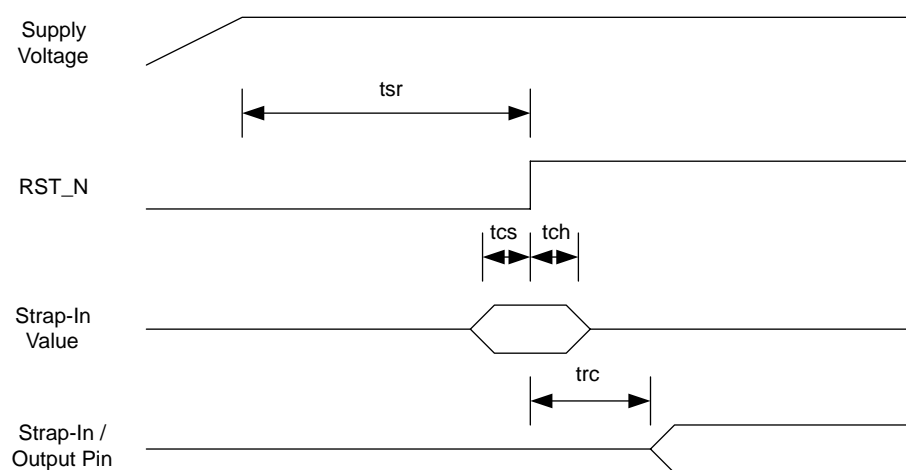 Supply
Voltage
tsr
RST_N
tcs
tch
Strap-In
Value
trc
Strap-In /
Output Pin